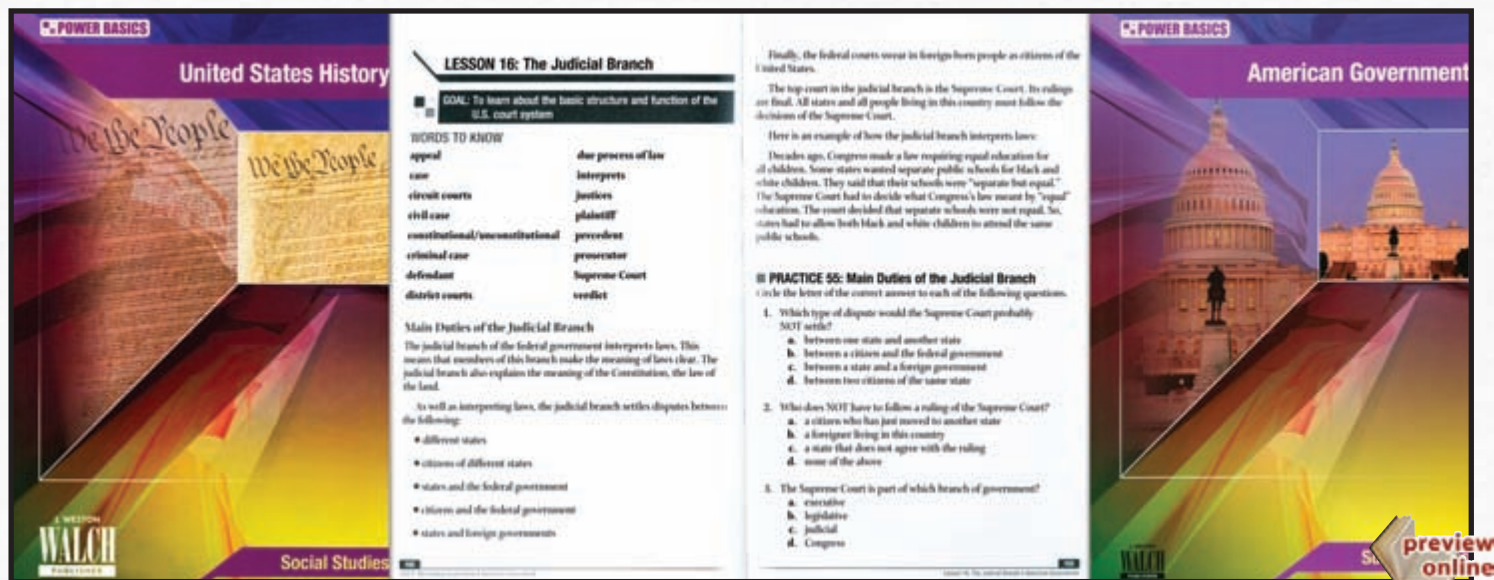 POWER BASICS
United States History
We the People
We the People
J. WESTON
WALCH
PUBLISHER
Social Studies
LESSON 16: The Judicial Branch
GOAL: To learn about the basic structure and function of the
U.S. court system
WORDS TO KNOW
appeal
case
circuit courts
civil case
constitutional/unconstitutional
criminal case
defendant
district courts
due process of law
interprets
justices
plaintiff
precedent
prosecutor
Supreme Court
verdict
Main Duties of the Judicial Branch
The judicial branch of the federal government interprets laws. This
means that members of this branch make the meaning of laws clear. The
judicial branch also explains the meaning of the Constitution, the law of
the land.
As well as interpreting laws, the judicial branch settles disputes between
the following:
• different states
• citizens of different states
• states and the federal government
• citizens and the federal government
• states and foreign governments
Finally, the federal courts swear in foreign-born people as citizens of the
United States.
The top court in the judicial branch is the Supreme Court. Its rulings
are final. All states and all people living in this country must follow the
decisions of the Supreme Court.
Here is an example of how the judicial branch interprets laws:
Decades ago, Congress made a law requiring equal education for
all children. Some states wanted separate public schools for black and
white children. They said that their schools were "separate but equal."
The Supreme Court had to decide what Congress's law meant by "equal"
education. The court decided that separate schools were not equal. So,
states had to allow both black and white children to attend the same
public schools.
PRACTICE 55: Main Duties of the Judicial Branch
Circle the letter of the correct answer to each of the following questions.
1. Which type of dispute would the Supreme Court probably
NOT settle?
a. between one state and another state
b. between a citizen and the federal government
c. between a state and a foreign government
d. between two citizens of the same state
2. Who does NOT have to follow a ruling of the Supreme Court?
a. a citizen who has just moved to another state
b. a foreigner living in this country
c. a state that does not agree with the ruling
d. none of the above
3. The Supreme Court is part of which branch of government?
a. executive
b. legislative
c. judicial
d. Congress
POWER BASICS
American Government
WALCH
preview
online